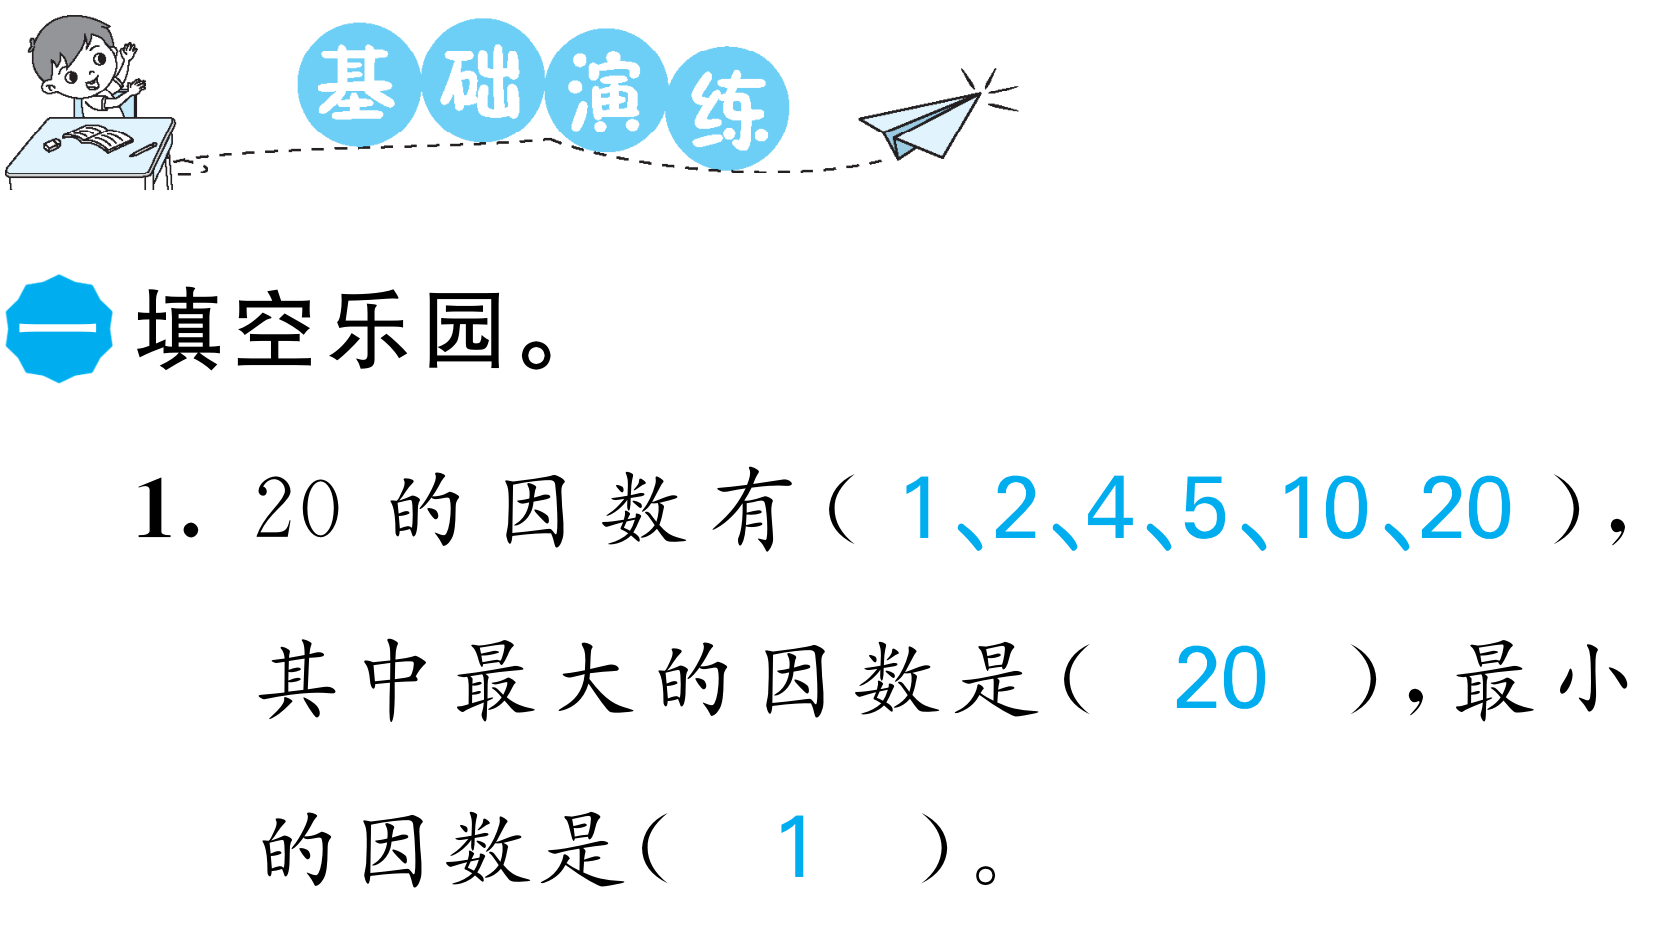 基础演练
一 填空乐园。
1. 20 的因数有( 1、2、4、5、10、20 ),
其中最大的因数是( 20 ),最小
的因数是( 1 )。